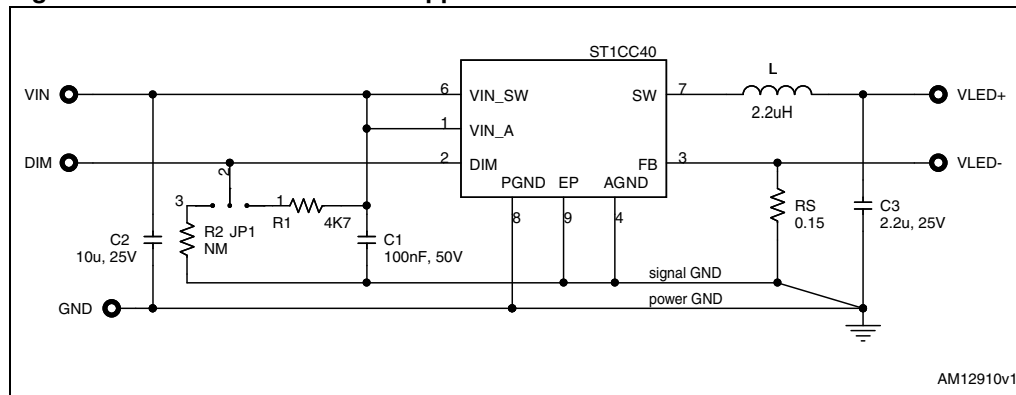 ST1CC40
L
VIN
6
VIN_SW
SW
7
VLED+
2.2uH
1
VIN_A
DIM
2
DIM
FB
3
VLED-
2
PGND
EP
AGND
3
1
R1
4K7
8
9
4
RS
0.15
C3
2.2u, 25V
R2 JP1
NM
C2
10u, 25V
C1
100nF, 50V
signal GND
power GND
GND
AM12910v1